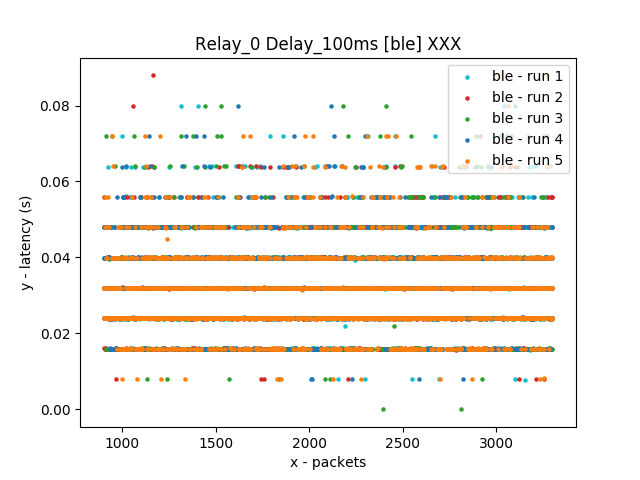 Relay_0 Delay_100ms [ble] XXX
ble - run 1
ble - run 2
ble - run 3
ble - run 4
ble - run 5
y - latency (s)
0.08
0.06
0.04
0.02
0.00
1000 1500 2000 2500 3000
x - packets